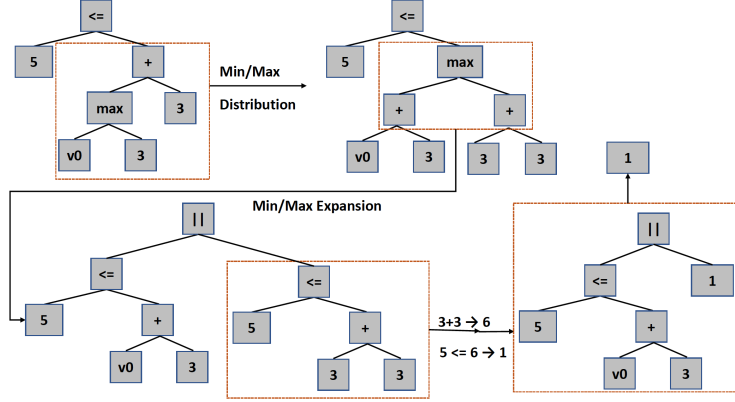 <=
5
+
max
3
v0
3
Min/Max
Distribution
<=
5
max
+
+
v0
3
3
3
1
Min/Max Expansion
||
<=
<=
5
+
5
+
v0
3
3
3
3+3 → 6
5 <= 6 → 1
||
<=
1
5
+
v0
3